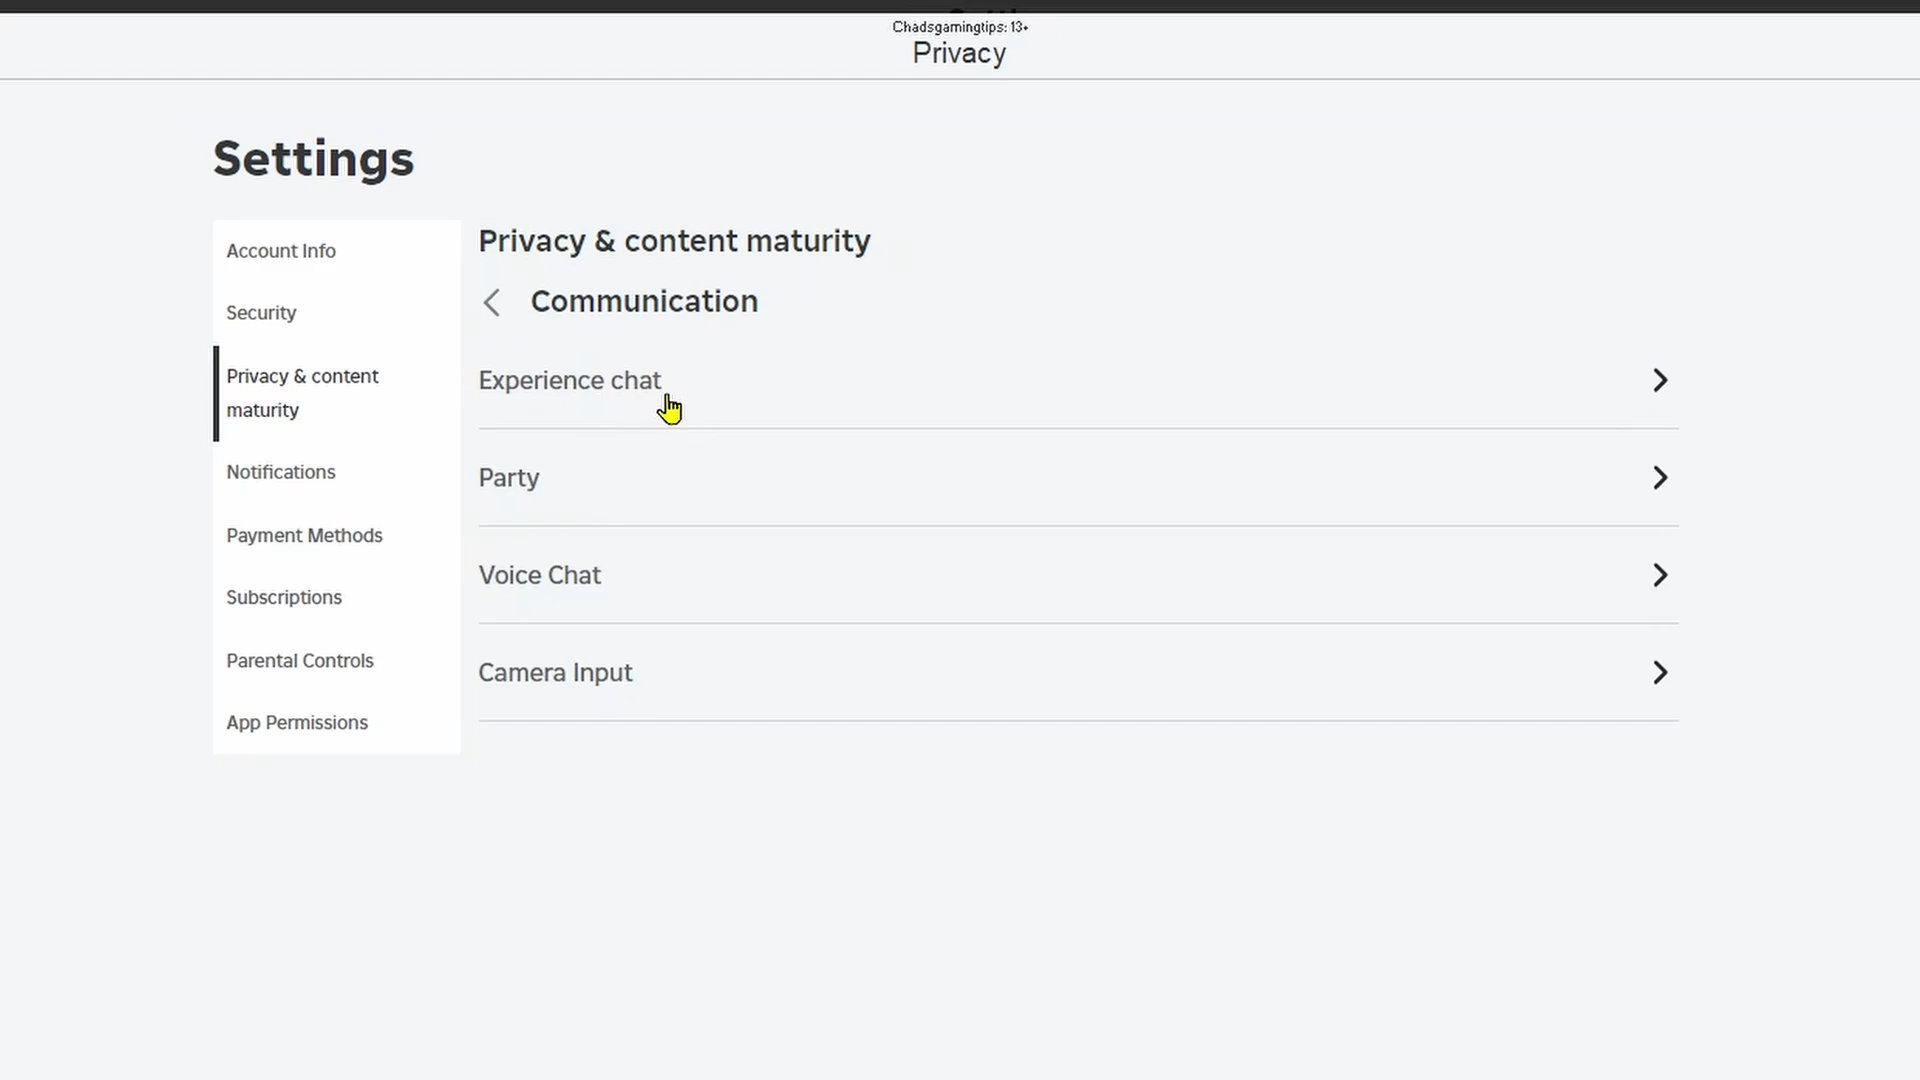 Chadsgamingtips: 13+
Privacy
Settings
Account Info
Security
Privacy & content
maturity
Notifications
Payment Methods
Subscriptions
Parental Controls
App Permissions
Privacy & content maturity
Communication
Experience chat
Party
Voice Chat
Camera Input